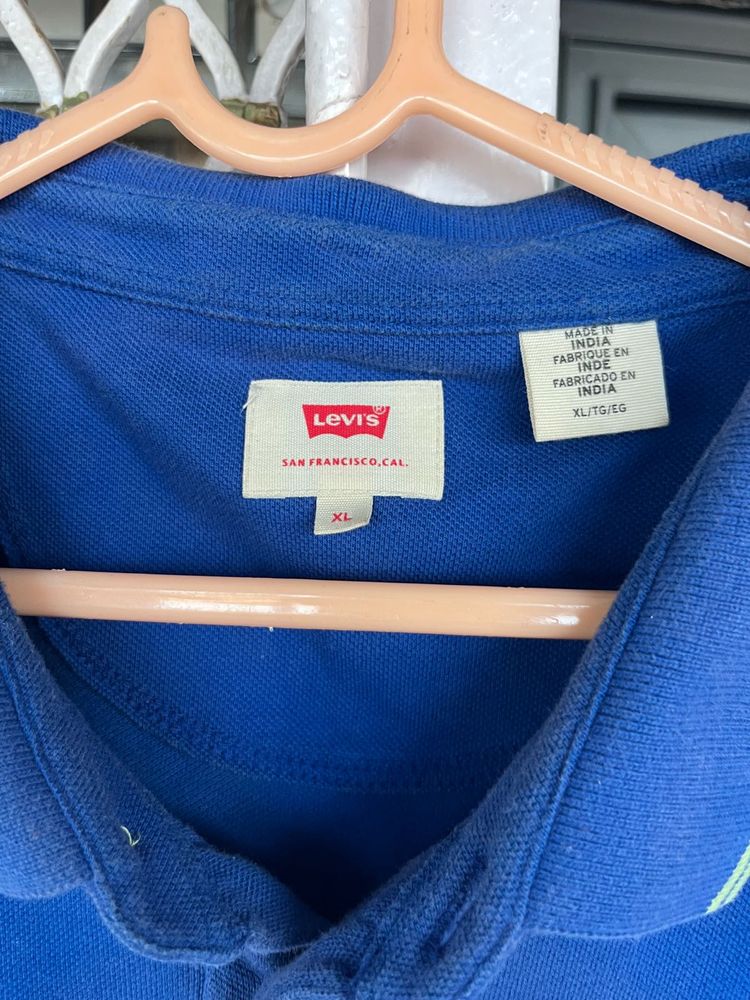 LEVI'S®
SAN FRANCISCO, CAL.
XL
MADE IN
INDIA
FABRIQUE EN
INDE
FABRICADO EN
INDIA
XL/TG/EG